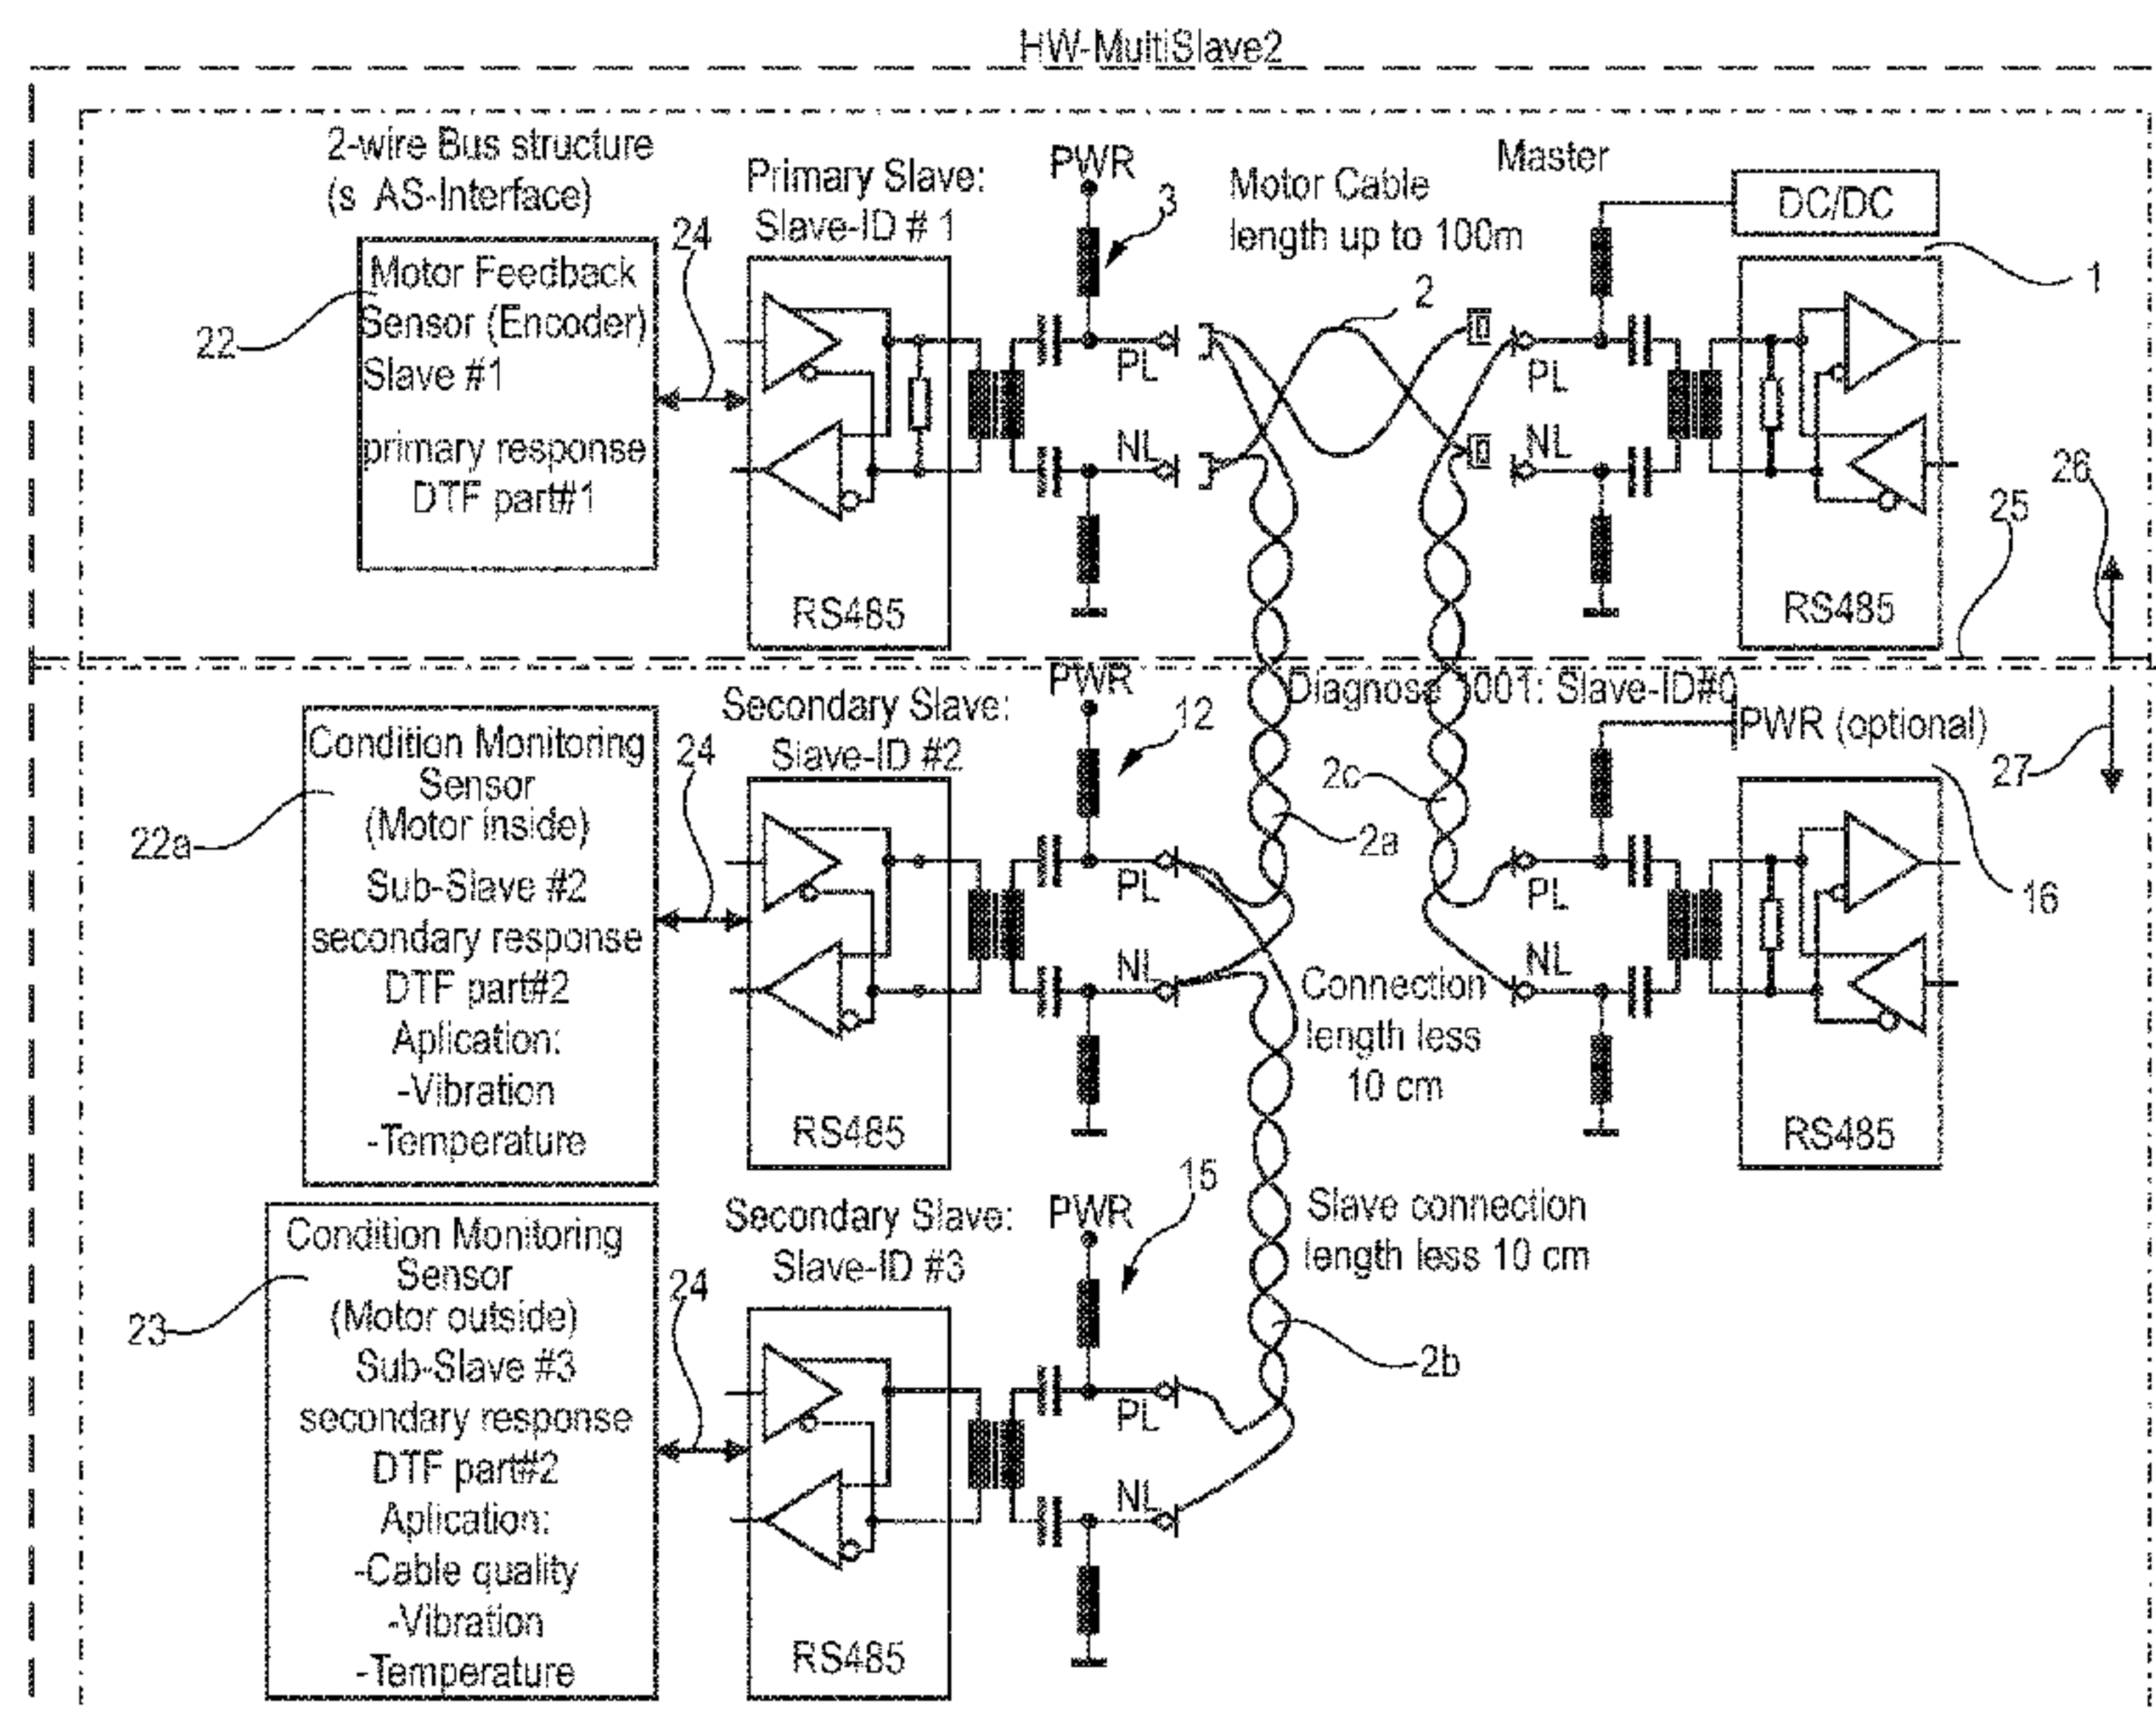 HW-MultiSlave2
2-wire Bus structure
(s AS-Interface)
Primary Slave:
Slave-ID # 1
PWR
3
Motor Cable
length up to 100m
Master
DC/DC
1
22
Motor Feedback
Sensor (Encoder)
Slave #1
primary response
DTF part#1
24
RS485
PL
NL
2
PL
NL
RS485
25
26
27
22a
Condition Monitoring
Sensor
(Motor inside)
Sub-Slave #2
secondary response
DTF part#2
Aplication:
-Vibration
-Temperature
24
Secondary Slave:
Slave-ID #2
RS485
PWR
12
PL
NL
2a
2c
Diagnose 0001: Slave-ID#0
PWR (optional)
16
PL
NL
RS485
Connection
length less
10 cm
23
Condition Monitoring
Sensor
(Motor outside)
Sub-Slave #3
secondary response
DTF part#2
Aplication:
-Cable quality
-Vibration
-Temperature
24
Secondary Slave:
Slave-ID #3
RS485
PWR
15
PL
NL
Slave connection
length less 10 cm
2b